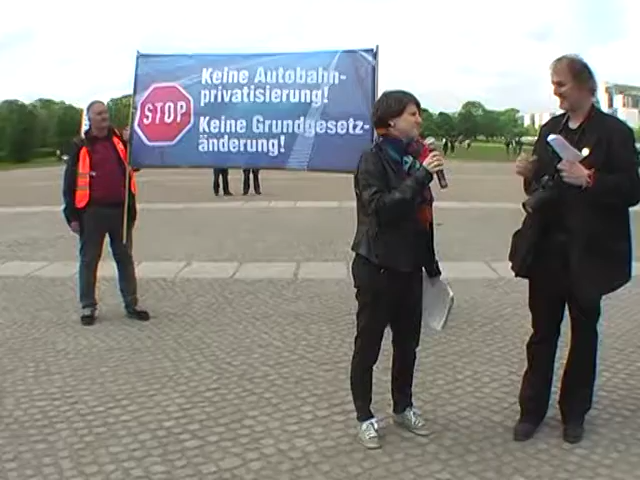 STOP
Keine Autobahn-
privatisierung!
Keine Grundgesetz-
änderung!